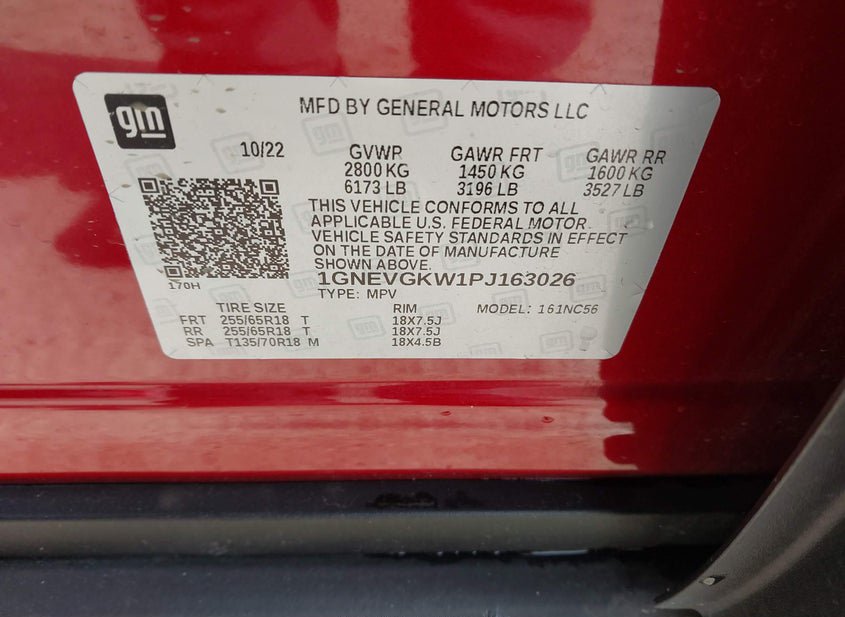 gm
MFD BY GENERAL MOTORS LLC
10/22 GVWR GAWR FRT GAWR RR
2800 KG 1450 KG 1600 KG
6173 LB 3196 LB 3527 LB
THIS VEHICLE CONFORMS TO ALL
APPLICABLE U.S. FEDERAL MOTOR
VEHICLE SAFETY STANDARDS IN EFFECT
ON THE DATE OF MANUFACTURE
SHOWN ABOVE.
170H 1GNEVGKW1PJ163026
TYPE: MPV
TIRE SIZE RIM MODEL: 161NC56
FRT 255/65R18 T 18X7.5J
RR 255/65R18 T 18X7.5J
SPA T135/70R18 M 18X4.5B